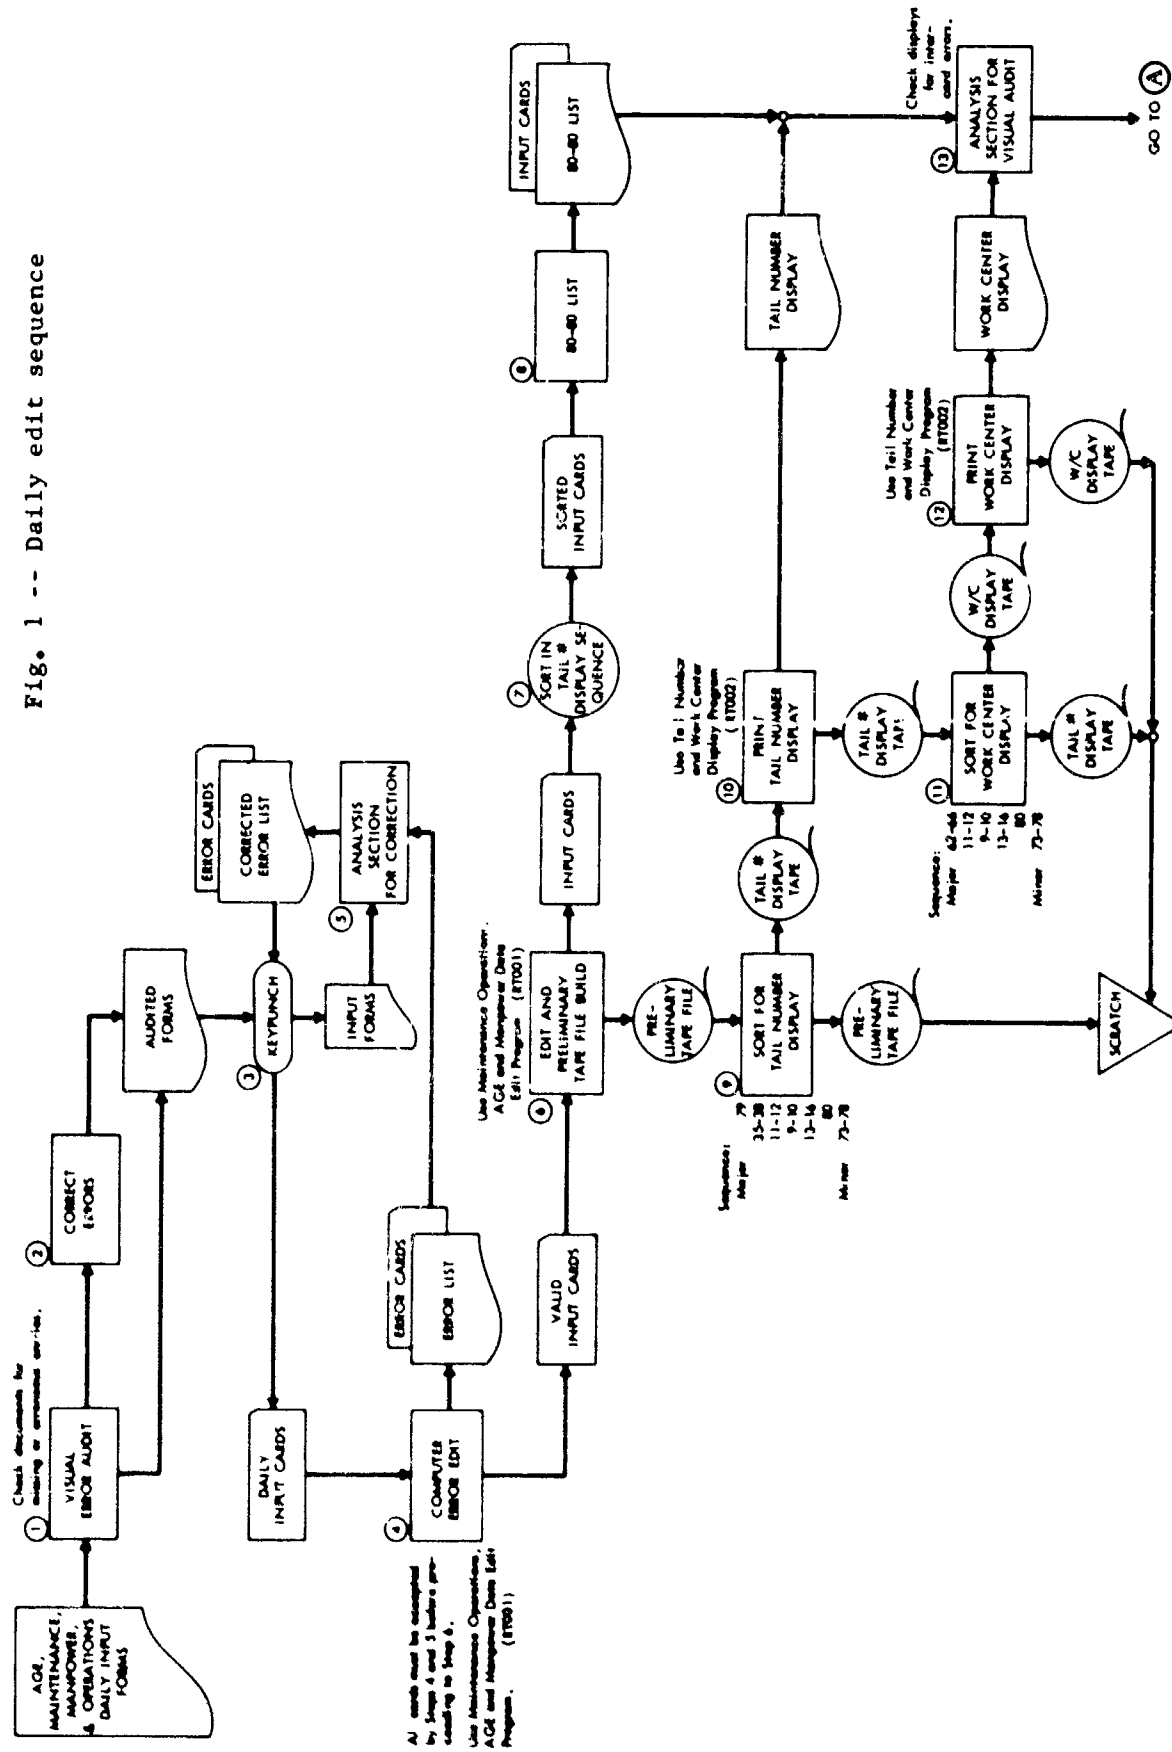 Fig. 1 -- Daily edit sequence
AGE,
MAINTENANCE,
MANPOWER,
& OPERATIONS
DAILY INPUT
FORMS
Check documents for
missing or erroneous entries.
1
VISUAL
ERROR AUDIT
2
CORRECT
ERRORS
AUDITED
FORMS
3
KEYPUNCH
INPUT
FORMS
5
ANALYSIS
SECTION
FOR CORRECTION
ERROR CARDS
CORRECTED
ERROR LIST
DAILY
INPUT CARDS
4
COMPUTER
ERROR EDIT
All cards must be accepted
by Steps 4 and 5 before pro-
ceeding to Step 6.
Use Maintenance Operations,
AGE and Manpower Data Edit
Program. (RT001)
ERROR CARDS
ERROR LIST
VALID
INPUT CARDS
Use Maintenance Operations,
AGE and Manpower Data
Edit Program (RT001)
6
EDIT AND
PRELIMINARY
TAPE FILE BUILD
INPUT CARDS
7
SORT IN
TAIL #
DISPLAY SE-
QUENCE
SORTED
INPUT CARDS
8
80-80 LIST
INPUT CARDS
80-80 LIST
PRE-
LIMINARY
TAPE FILE
9
SORT FOR
TAIL NUMBER
DISPLAY
Sequence:
Major 79
35-38
11-12
9-10
13-16
80
Minor 73-78
PRE-
LIMINARY
TAPE FILE
TAIL #
DISPLAY
TAPE
Use Tail Number
and Work Center
Display Program
(RT002)
10
PRINT
TAIL NUMBER
DISPLAY
TAIL NUMBER
DISPLAY
TAIL #
DISPLAY
TAPE
11
SORT FOR
WORK CENTER
DISPLAY
Sequence:
Major 62-66
11-12
9-10
13-16
80
Minor 73-78
TAIL #
DISPLAY
TAPE
W/C
DISPLAY
TAPE
Use Tail Number
and Work Center
Display Program
(RT002)
12
PRINT
WORK CENTER
DISPLAY
W/C
DISPLAY
TAPE
WORK CENTER
DISPLAY
Check displays
for inter-
card errors.
13
ANALYSIS
SECTION FOR
VISUAL AUDIT
GO TO A
SCRATCH